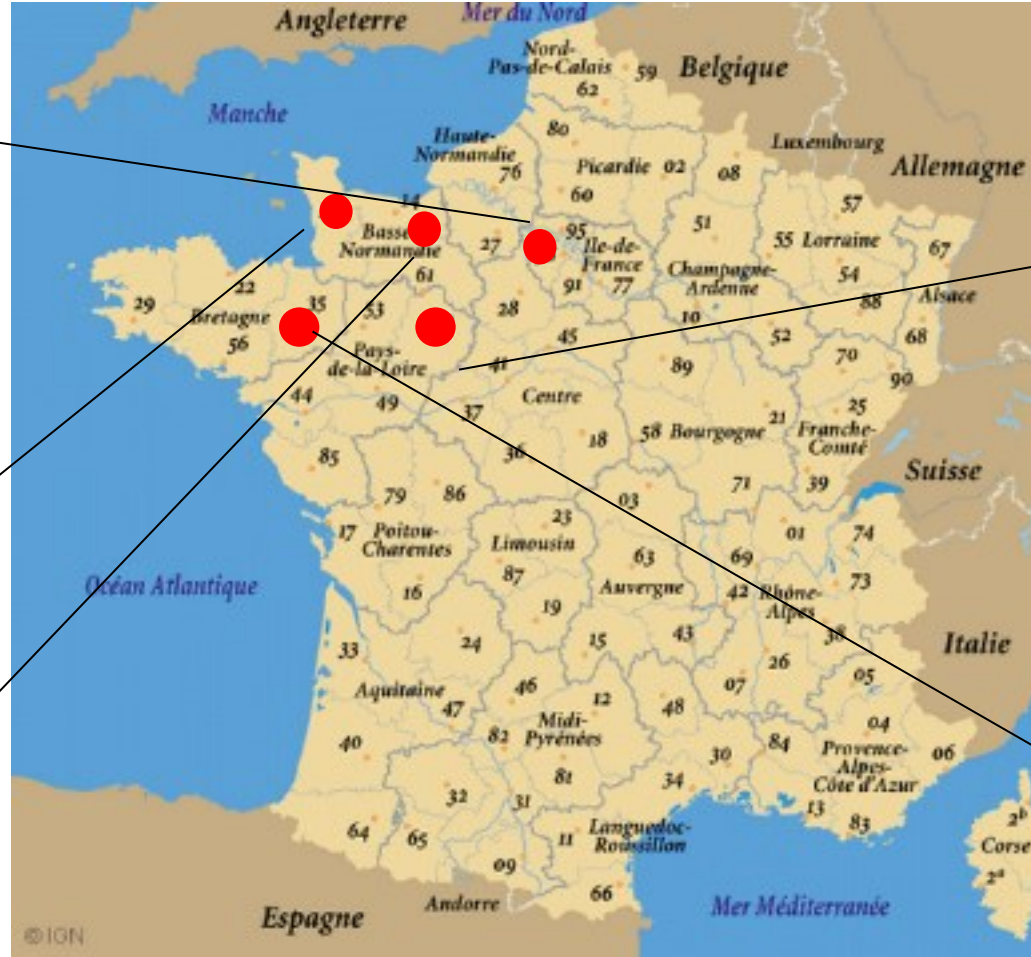 Mer du Nord
Angleterre
Nord-
Pas-de-Calais
59
Belgique
62
Manche
80
Haute-
Normandie
76
Picardie
02
08
Luxembourg
Allemagne
60
14
57
51
Basse
Normandie
27
95
Ile-de-
France
55
Lorraine
67
61
91
77
Champagne-
Ardenne
54
22
29
35
53
28
88
Alsace
Bretagne
10
56
45
52
68
Pays-
de-la-Loire
41
89
70
90
44
49
37
Centre
25
21
Franche-
Comté
18
58
Bourgogne
36
85
Suisse
79
86
71
39
03
17
Poitou-
Charentes
23
Limousin
01
74
63
69
Océan Atlantique
16
87
Auvergne
42
Rhône-
Alpes
73
19
38
33
24
15
43
26
Italie
Aquitaine
46
07
05
47
12
48
Midi-
Pyrénées
04
40
82
84
Provence-
Alpes-
Côte d'Azur
06
30
81
34
32
31
13
2b
64
65
11
Languedoc-
Roussillon
83
Corse
09
2a
66
Andorre
Mer Méditerranée
Espagne
©IGN